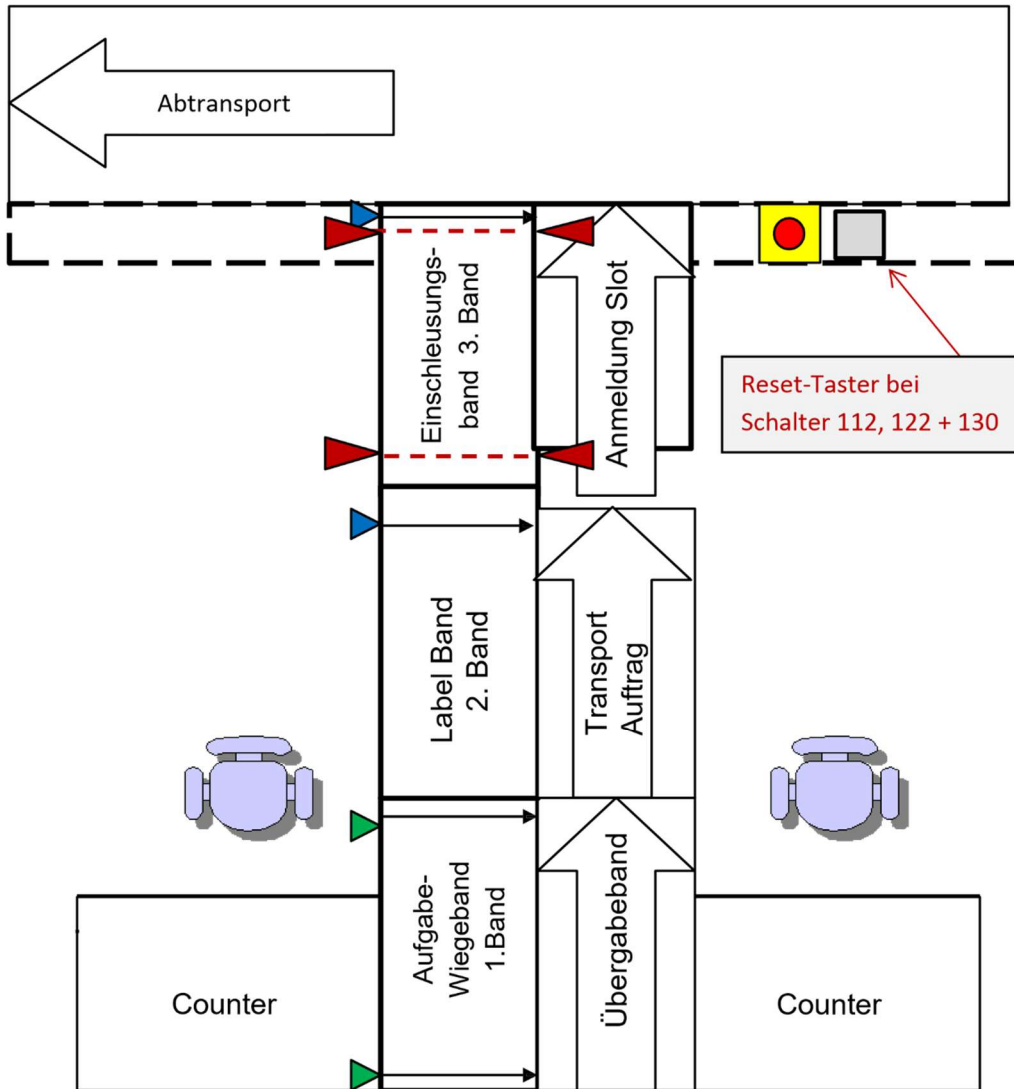 Abtransport
Einschleusungs-
band 3. Band
Anmeldung Slot
Reset-Taster bei
Schalter 112, 122 + 130
Label Band
2. Band
Transport
Auftrag
Aufgabe-
Wiegeband
1.Band
Übergabeband
Counter
Counter